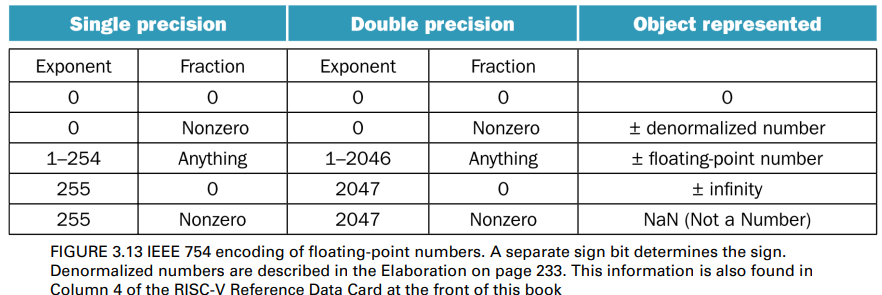 Single precision Double precision Object represented
Exponent Fraction Exponent Fraction
0 0 0 0 0
0 Nonzero 0 Nonzero ± denormalized number
1–254 Anything 1–2046 Anything ± floating-point number
255 0 2047 0 ± infinity
255 Nonzero 2047 Nonzero NaN (Not a Number)
FIGURE 3.13 IEEE 754 encoding of floating-point numbers. A separate sign bit determines the sign.
Denormalized numbers are described in the Elaboration on page 233. This information is also found in
Column 4 of the RISC-V Reference Data Card at the front of this book